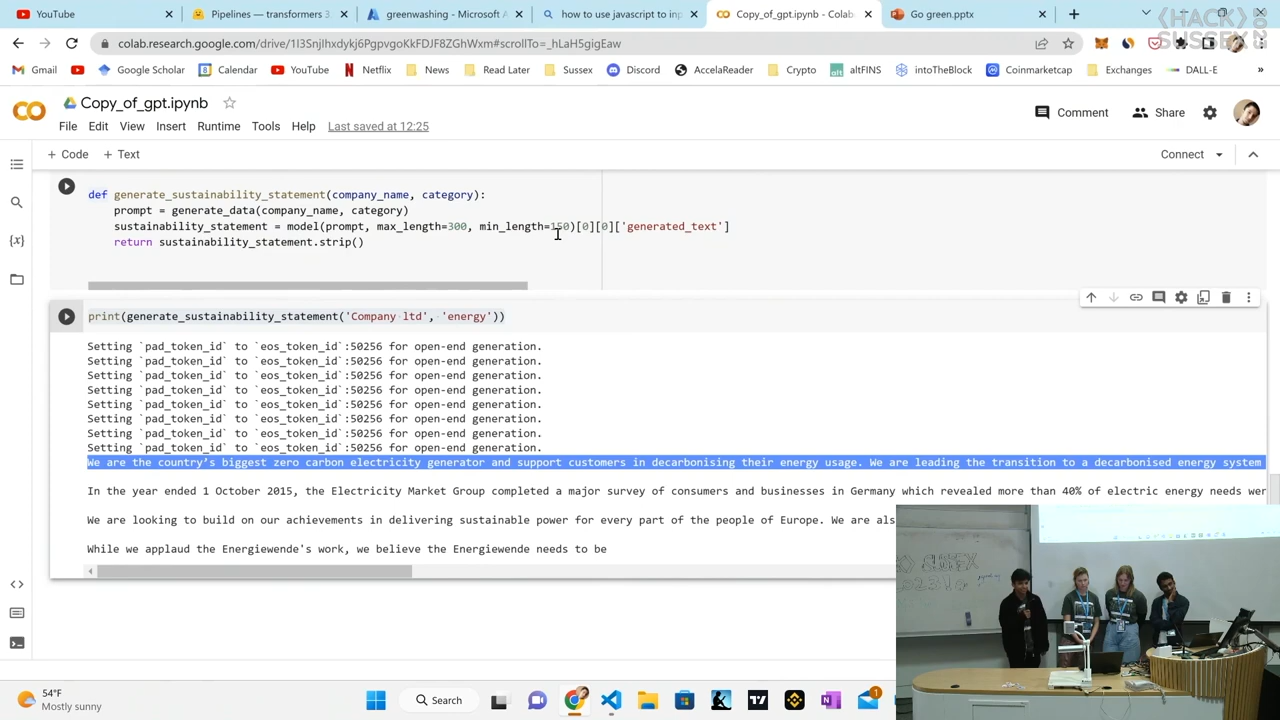 YouTube
Pipelines — transformers 3.
greenwashing - Microsoft A
how to use javascript to inp
Copy_of_gpt.ipynb - Colab
Go green.pptx
colab.research.google.com/drive/1I3SnjIhxdykj6PgpvgoKkFDJF8ZGhWxm#scrollTo=_hLaH5gigEaw
{HACK}
SUSSEX
Gmail
Google Scholar
Calendar
YouTube
Netflix
News
Read Later
Sussex
Discord
AccelaReader
Crypto
alt altFINS
intoTheBlock
Coinmarketcap
Exchanges
DALL-E
»
CO
Copy_of_gpt.ipynb
File Edit View Insert Runtime Tools Help Last saved at 12:25
Comment
Share
+ Code + Text
Connect
def generate_sustainability_statement(company_name, category):
prompt = generate_data(company_name, category)
sustainability_statement = model(prompt, max_length=300, min_length=150)[0][0]['generated_text']
return sustainability_statement.strip()
{x}
print(generate_sustainability_statement('Company ltd', 'energy'))
Setting `pad_token_id` to `eos_token_id`:50256 for open-end generation.
Setting `pad_token_id` to `eos_token_id`:50256 for open-end generation.
Setting `pad_token_id` to `eos_token_id`:50256 for open-end generation.
Setting `pad_token_id` to `eos_token_id`:50256 for open-end generation.
Setting `pad_token_id` to `eos_token_id`:50256 for open-end generation.
Setting `pad_token_id` to `eos_token_id`:50256 for open-end generation.
Setting `pad_token_id` to `eos_token_id`:50256 for open-end generation.
Setting `pad_token_id` to `eos_token_id`:50256 for open-end generation.
We are the country's biggest zero carbon electricity generator and support customers in decarbonising their energy usage. We are leading the transition to a decarbonised energy system
In the year ended 1 October 2015, the Electricity Market Group completed a major survey of consumers and businesses in Germany which revealed more than 40% of electric energy needs wer
We are looking to build on our achievements in delivering sustainable power for every part of the people of Europe. We are als
While we applaud the Energiewende's work, we believe the Energiewende needs to be
54°F
Mostly sunny
Search
1